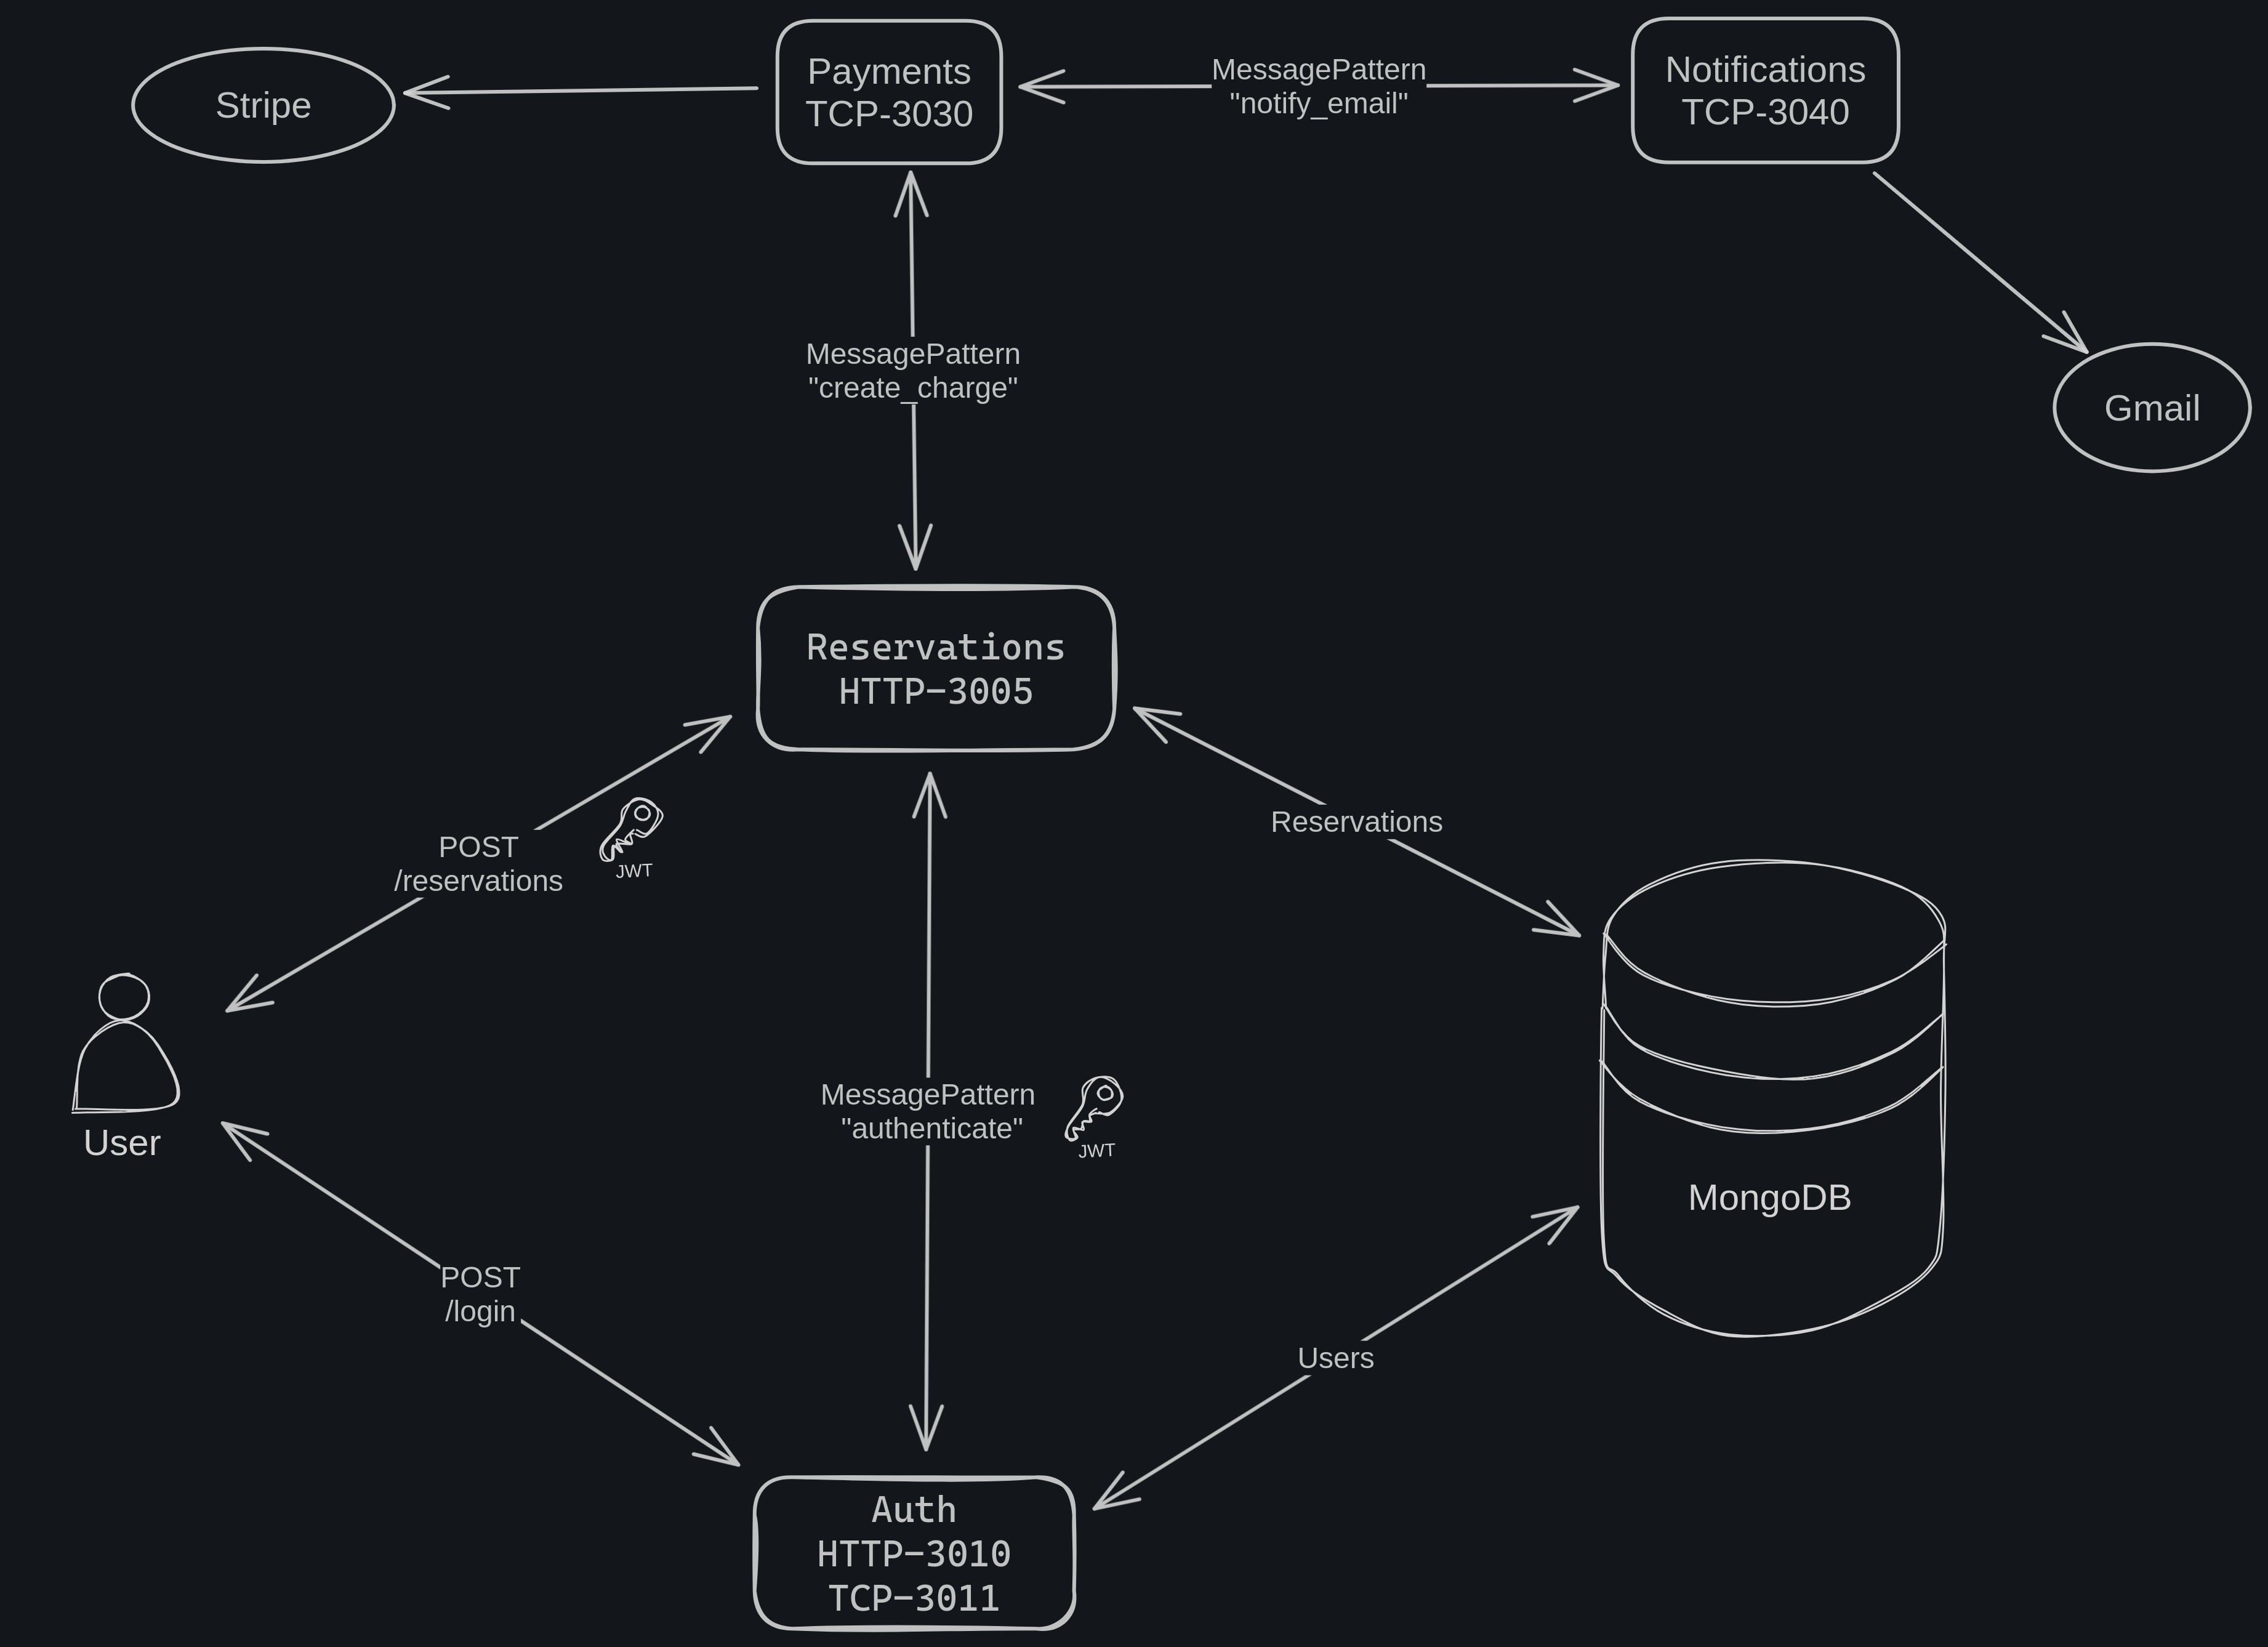 Stripe
Payments
TCP-3030
MessagePattern
"notify_email"
Notifications
TCP-3040
MessagePattern
"create_charge"
Gmail
Reservations
HTTP-3005
POST
/reservations
JWT
Reservations
User
MessagePattern
"authenticate"
JWT
MongoDB
POST
/login
Users
Auth
HTTP-3010
TCP-3011